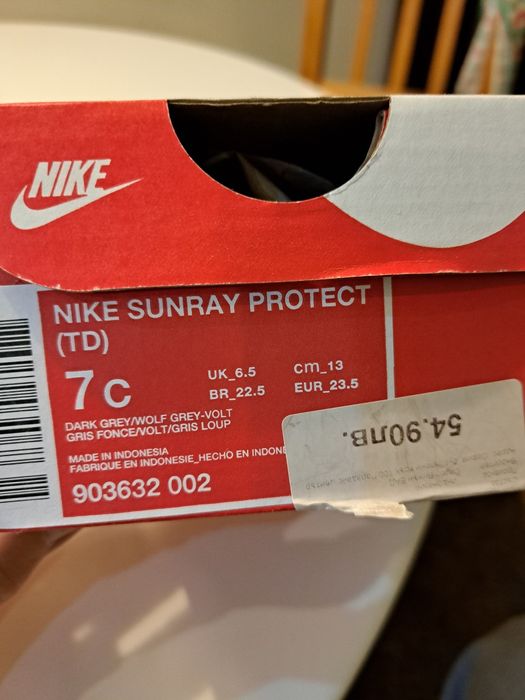 NIKE
NIKE SUNRAY PROTECT
(TD)
7C
UK_6.5
Cm_13
BR_22.5
EUR_23.5
DARK GREY/WOLF GREY-VOLT
GRIS FONCE/VOLT/GRIS LOUP
MADE IN INDONESIA
FABRIQUE EN INDONESIE_HECHO EN INDONE
903632 002
54.90лв.